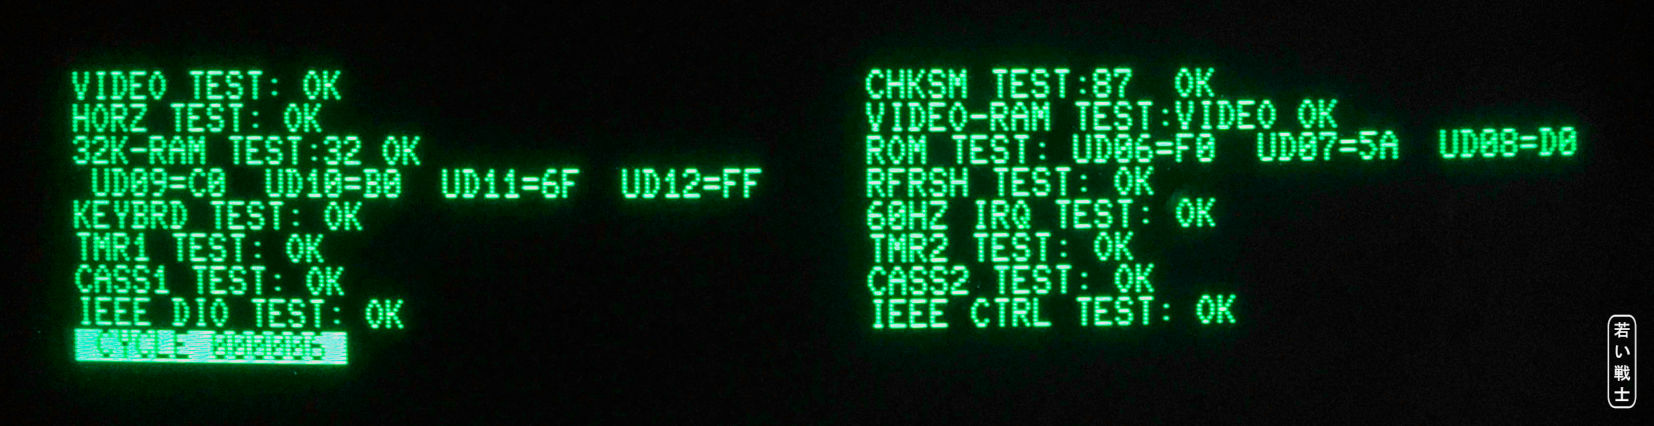 VIDEO TEST: OK CHKSM TEST:87 OK
HORZ TEST: OK VIDEO-RAM TEST:VIDEO OK
32K-RAM TEST:32 OK ROM TEST: UD06=F0 UD07=5A UD08=D0
UD09=C0 UD10=B0 UD11=6F UD12=FF RFRSH TEST: OK
KEYBRD TEST: OK 60HZ IRQ TEST: OK
TMR1 TEST: OK TMR2 TEST: OK
CASS1 TEST: OK CASS2 TEST: OK
IEEE DIO TEST: OK IEEE CTRL TEST: OK
CYCLE 000006
若い戦士